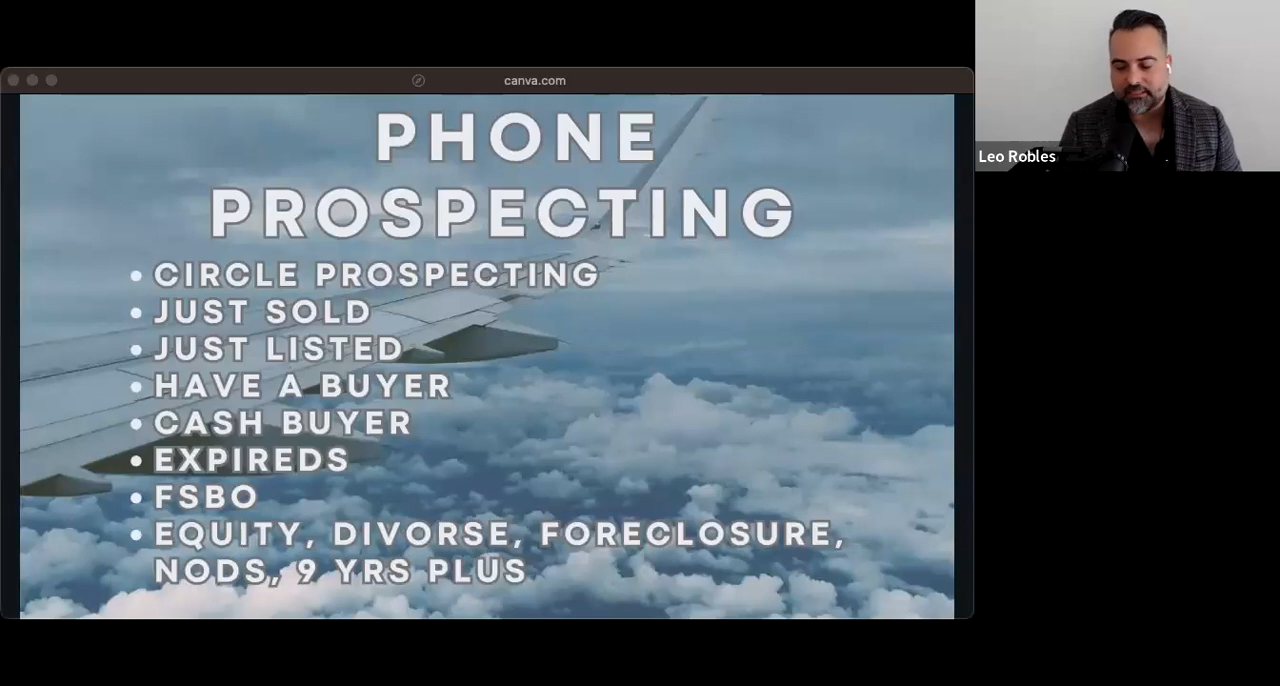 canva.com
PHONE
PROSPECTING
• CIRCLE PROSPECTING
• JUST SOLD
• JUST LISTED
• HAVE A BUYER
• CASH BUYER
• EXPIREDS
• FSBO
• EQUITY, DIVORSE, FORECLOSURE,
NODS, 9 YRS PLUS
Leo Robles